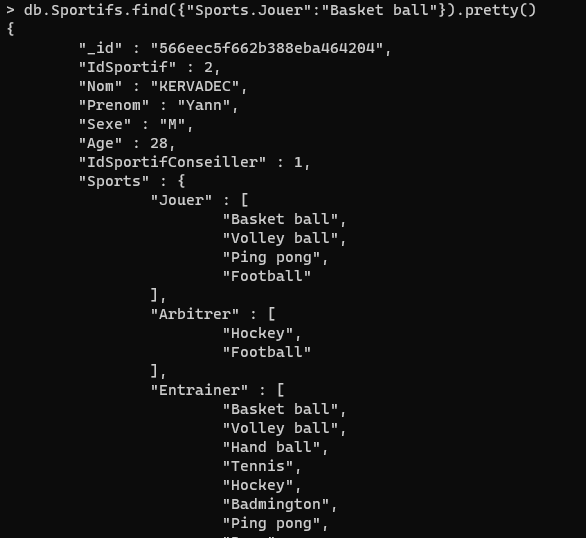 > db.Sportifs.find({"Sports.Jouer":"Basket ball"}).pretty()
{
        "_id" : "566eec5f662b388eba464204",
        "IdSportif" : 2,
        "Nom" : "KERVADEC",
        "Prenom" : "Yann",
        "Sexe" : "M",
        "Age" : 28,
        "IdSportifConseiller" : 1,
        "Sports" : {
                "Jouer" : [
                        "Basket ball",
                        "Volley ball",
                        "Ping pong",
                        "Football"
                ],
                "Arbitrer" : [
                        "Hockey",
                        "Football"
                ],
                "Entrainer" : [
                        "Basket ball",
                        "Volley ball",
                        "Hand ball",
                        "Tennis",
                        "Hockey",
                        "Badmington",
                        "Ping pong",